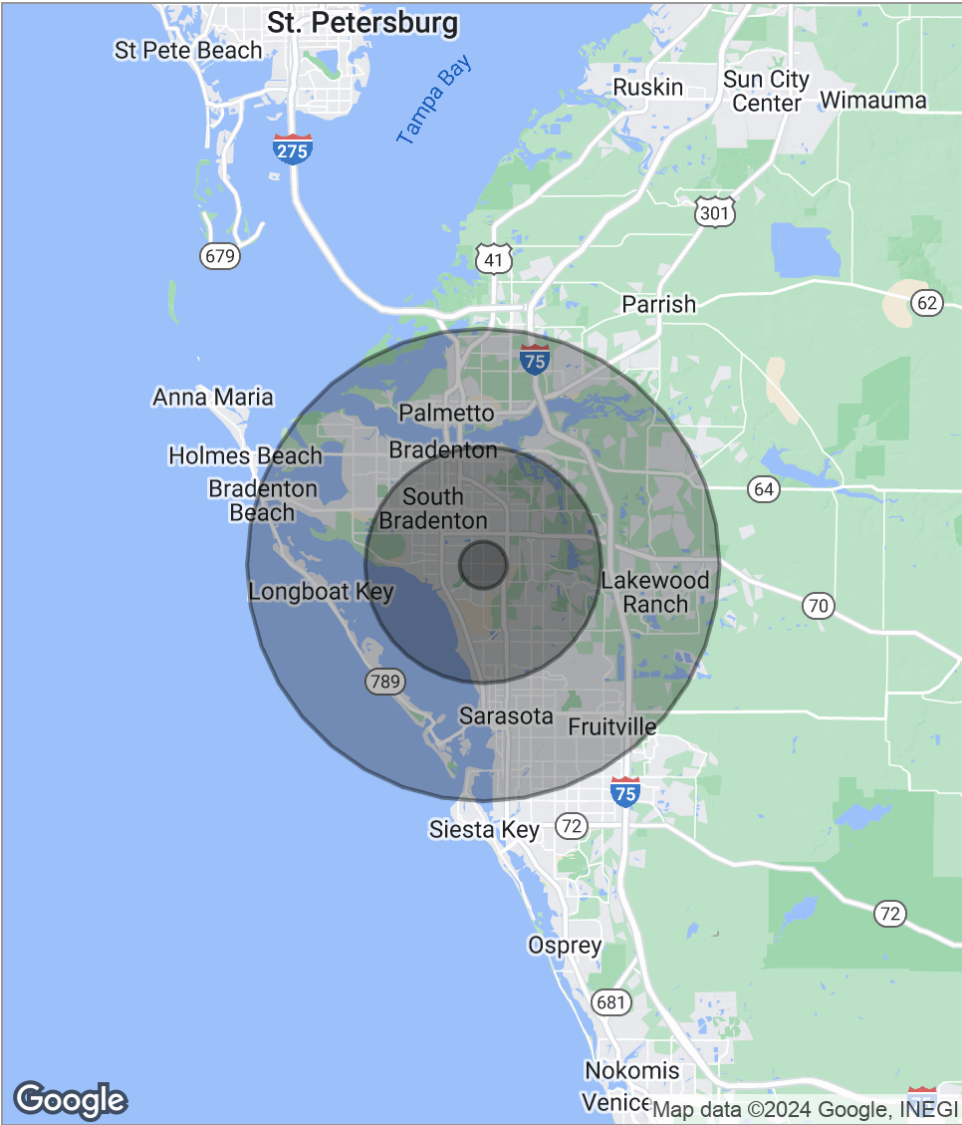 St. Petersburg
St Pete Beach
Tampa Bay
Ruskin
Sun City
Center
Wimauma
275
301
679
41
Parrish
62
75
Anna Maria
Palmetto
Bradenton
Holmes Beach
Bradenton
Beach
South
Bradenton
64
Longboat Key
Lakewood
Ranch
70
789
Sarasota
Fruitville
75
Siesta Key
72
72
Osprey
681
Nokomis
Venice
Google
Map data ©2024 Google, INEGI